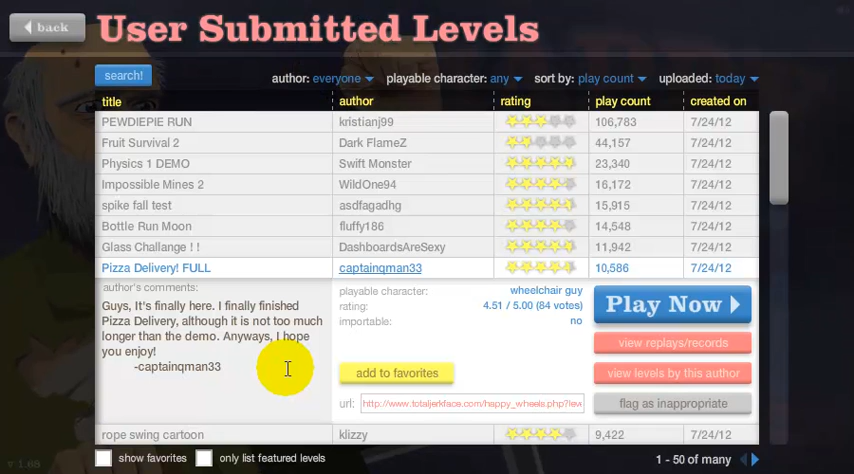 back
User Submitted Levels
search!
author: everyone playable character: any sort by: play count uploaded: today
title author rating play count created on
PEWDIEPIE RUN kristianj99 106,783 7/24/12
Fruit Survival 2 Dark FlameZ 44,157 7/24/12
Physics 1 DEMO Swift Monster 23,340 7/24/12
Impossible Mines 2 WildOne94 16,172 7/24/12
spike fall test asdfagadhg 15,915 7/24/12
Bottle Run Moon fluffy186 14,548 7/24/12
Glass Challange ! ! DashboardsAreSexy 11,942 7/24/12
Pizza Delivery! FULL captainqman33 10,586 7/24/12
author's comments:
Guys, It's finally here. I finally finished
Pizza Delivery, although it is not too much
longer than the demo. Anyways, I hope
you enjoy!
-captainqman33
playable character: wheelchair guy
rating: 4.51 / 5.00 (84 votes)
importable: no
add to favorites
url: http://www.totaljerkface.com/happy_wheels.php?lev
Play Now
view replays/records
view levels by this author
flag as inappropriate
rope swing cartoon klizzy 9,422 7/24/12
show favorites only list featured levels 1 - 50 of many
v 1.68